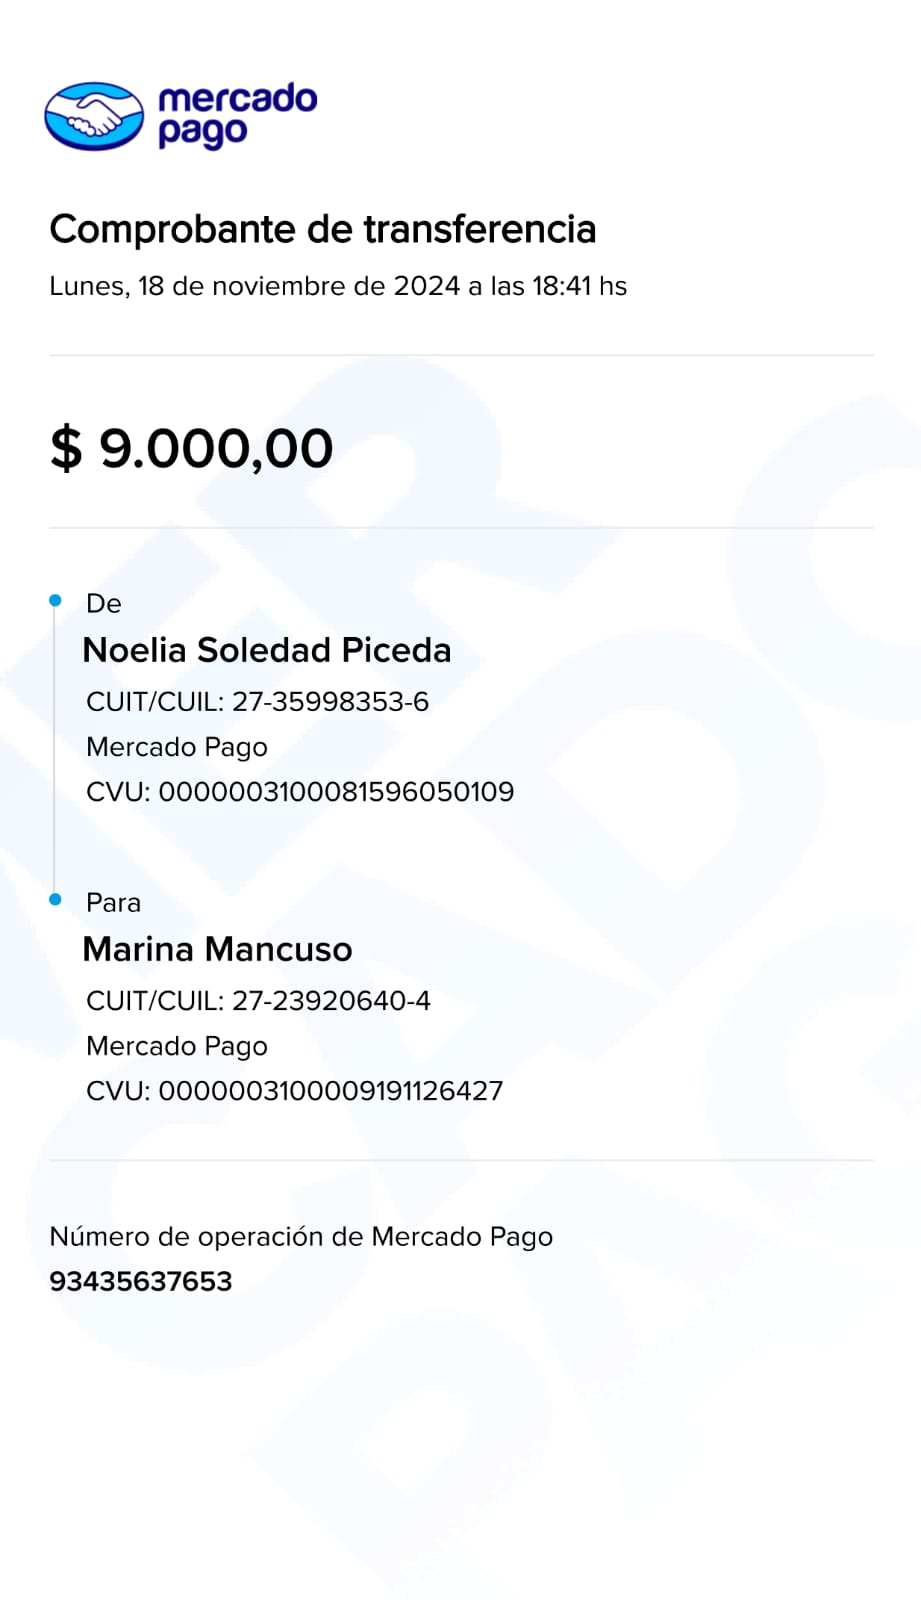 mercado
pago
Comprobante de transferencia
Lunes, 18 de noviembre de 2024 a las 18:41 hs
$ 9.000,00
De
Noelia Soledad Piceda
CUIT/CUIL: 27-35998353-6
Mercado Pago
CVU: 0000003100081596050109
Para
Marina Mancuso
CUIT/CUIL: 27-23920640-4
Mercado Pago
CVU: 0000003100009191126427
Número de operación de Mercado Pago
93435637653